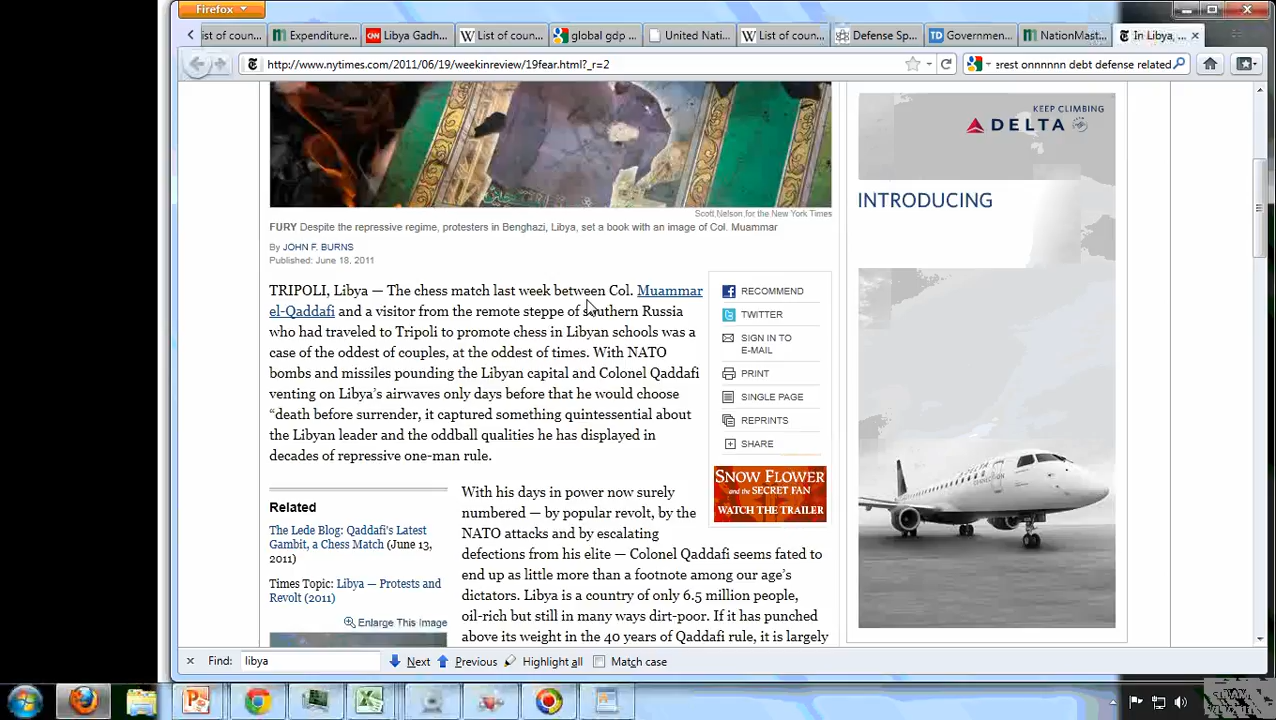 Firefox
ist of coun...
Expenditure...
Libya Gadh...
List of coun...
global gdp ...
United Nati...
List of coun...
Defense Sp...
Governmen...
NationMast...
In Libya, ...
http://www.nytimes.com/2011/06/19/weekinreview/19fear.html?_r=2
erest onnnnnn debt defense related
KEEP CLIMBING
DELTA
INTRODUCING
Scott Nelson for the New York Times
FURY Despite the repressive regime, protesters in Benghazi, Libya, set a book with an image of Col. Muammar
By JOHN F. BURNS
Published: June 18, 2011
TRIPOLI, Libya — The chess match last week between Col. Muammar
el-Qaddafi and a visitor from the remote steppe of southern Russia
who had traveled to Tripoli to promote chess in Libyan schools was a
case of the oddest of couples, at the oddest of times. With NATO
bombs and missiles pounding the Libyan capital and Colonel Qaddafi
venting on Libya's airwaves only days before that he would choose
“death before surrender, it captured something quintessential about
the Libyan leader and the oddball qualities he has displayed in
decades of repressive one-man rule.
RECOMMEND
TWITTER
SIGN IN TO
E-MAIL
PRINT
SINGLE PAGE
REPRINTS
SHARE
SNOW FLOWER
and the SECRET FAN
WATCH THE TRAILER
Related
The Lede Blog: Qaddafi's Latest
Gambit, a Chess Match (June 13,
2011)
Times Topic: Libya — Protests and
Revolt (2011)
Enlarge This Image
With his days in power now surely
numbered — by popular revolt, by the
NATO attacks and by escalating
defections from his elite — Colonel Qaddafi seems fated to
end up as little more than a footnote among our age's
dictators. Libya is a country of only 6.5 million people,
oil-rich but still in many ways dirt-poor. If it has punched
above its weight in the 40 years of Qaddafi rule, it is largely
Find: libya
Next
Previous
Highlight all
Match case